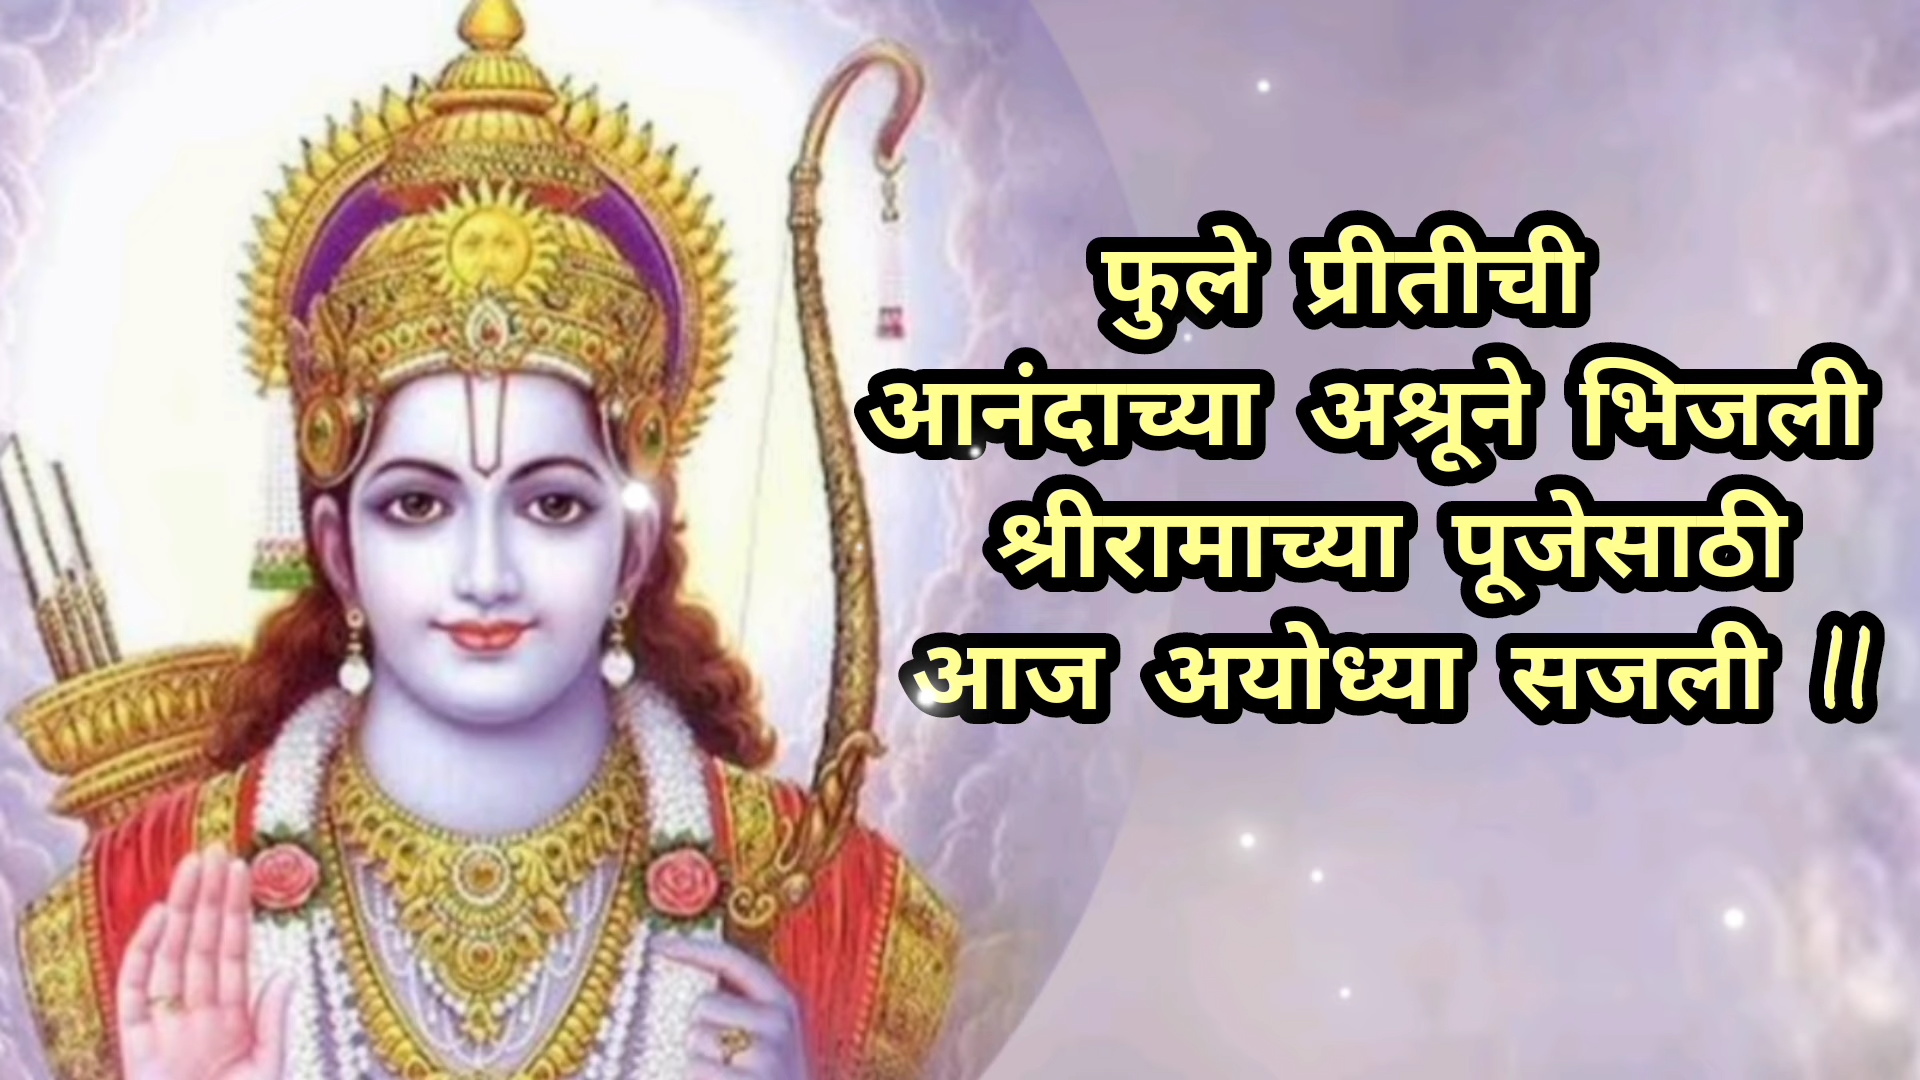 फुले प्रीतीची
आनंदाच्या अश्रूने भिजली
श्रीरामाच्या पूजेसाठी
आज अयोध्या सजली ॥